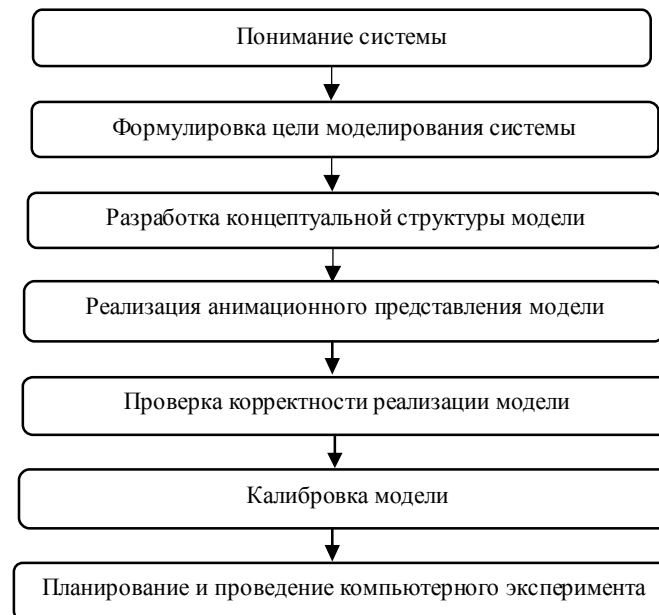 Понимание системы
Формулировка цели моделирования системы
Разработка концептуальной структуры модели
Реализация анимационного представления модели
Проверка корректности реализации модели
Калибровка модели
Планирование и проведение компьютерного эксперимента